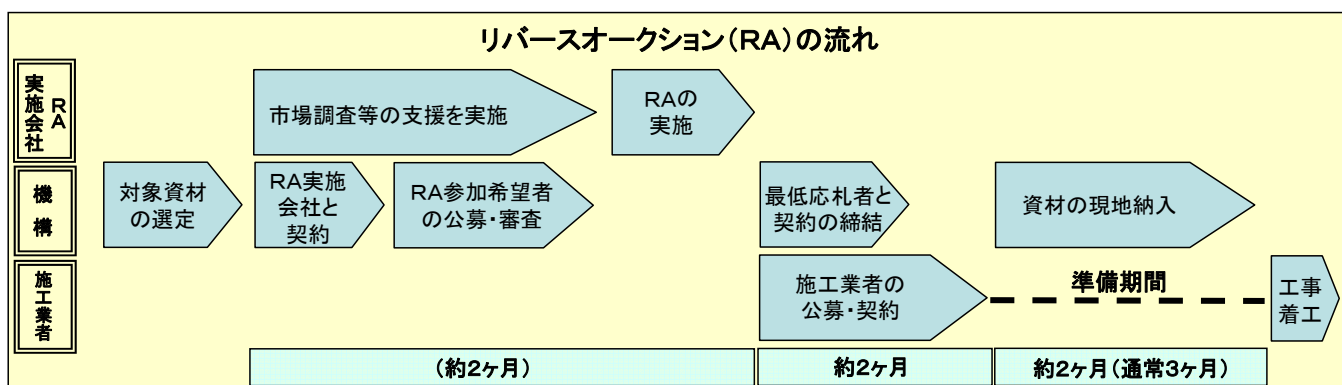 リバースオークション(RA)の流れ
RA
実施会社
市場調査等の支援を実施
RAの
実施
機構
対象資材
の選定
RA実施
会社と
契約
RA参加希望者
の公募・審査
最低応札者と
契約の締結
資材の現地納入
施工業者
施工業者の
公募・契約
準備期間
工事
着工
(約2ヶ月)
約2ヶ月
約2ヶ月(通常3ヶ月)